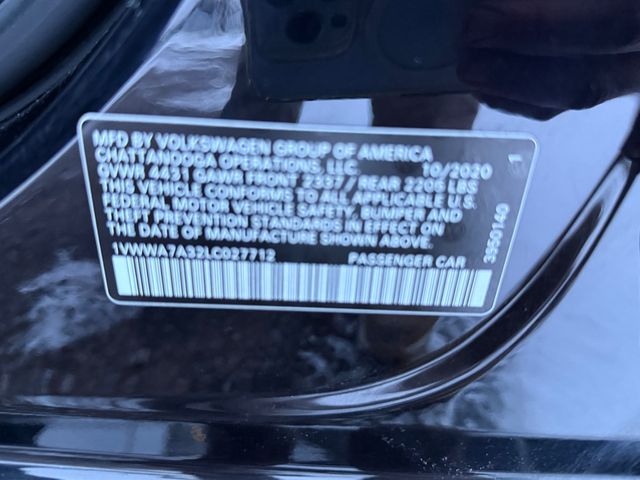 MFD BY VOLKSWAGEN GROUP OF AMERICA
CHATTANOOGA OPERATIONS, LLC. 10/2020
GVWR 4431 GAWR FRONT 2337/ REAR 2206 LBS
THIS VEHICLE CONFORMS TO ALL APPLICABLE U.S.
FEDERAL MOTOR VEHICLE SAFETY, BUMPER AND
THEFT PREVENTION STANDARDS IN EFFECT ON THE
DATE OF MANUFACTURE SHOWN ABOVE.
1VWWA7A32LC027712 PASSENGER CAR
3550140 1